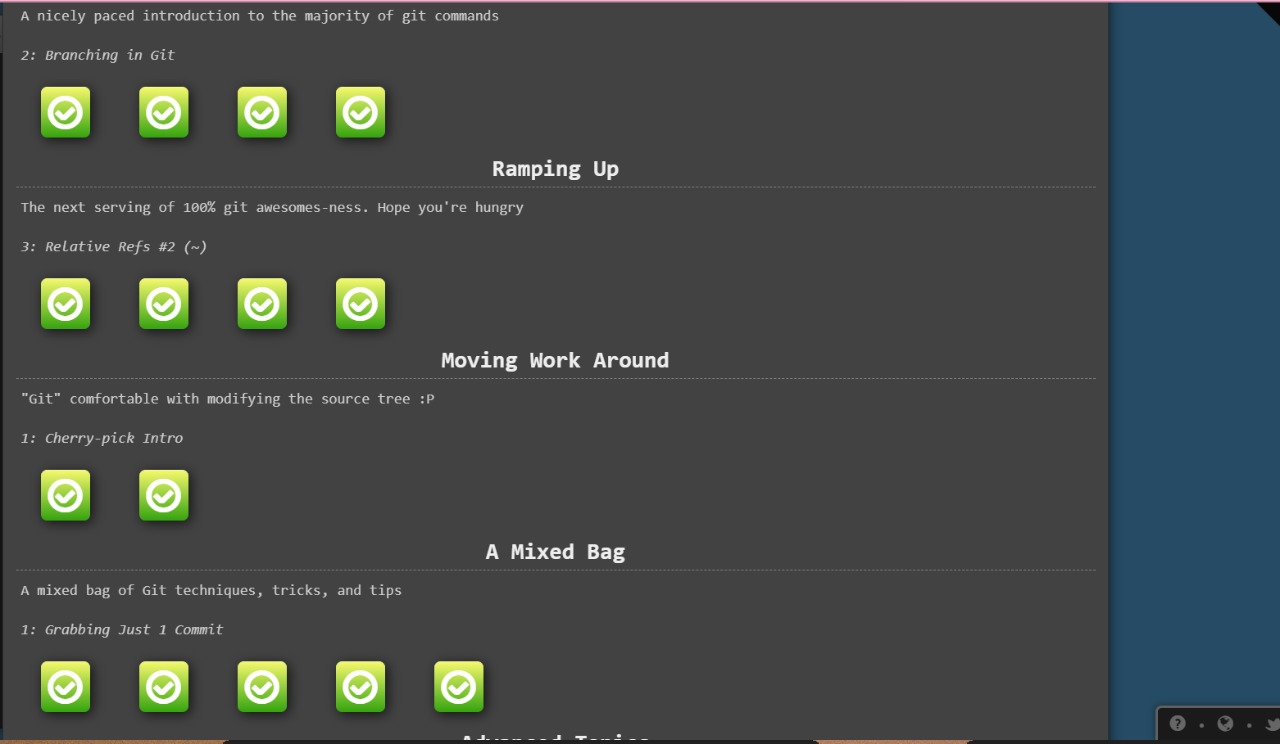 A nicely paced introduction to the majority of git commands
2: Branching in Git
Ramping Up
The next serving of 100% git awesomes-ness. Hope you're hungry
3: Relative Refs #2 (~)
Moving Work Around
"Git" comfortable with modifying the source tree :P
1: Cherry-pick Intro
A Mixed Bag
A mixed bag of Git techniques, tricks, and tips
1: Grabbing Just 1 Commit
Advanced Topics